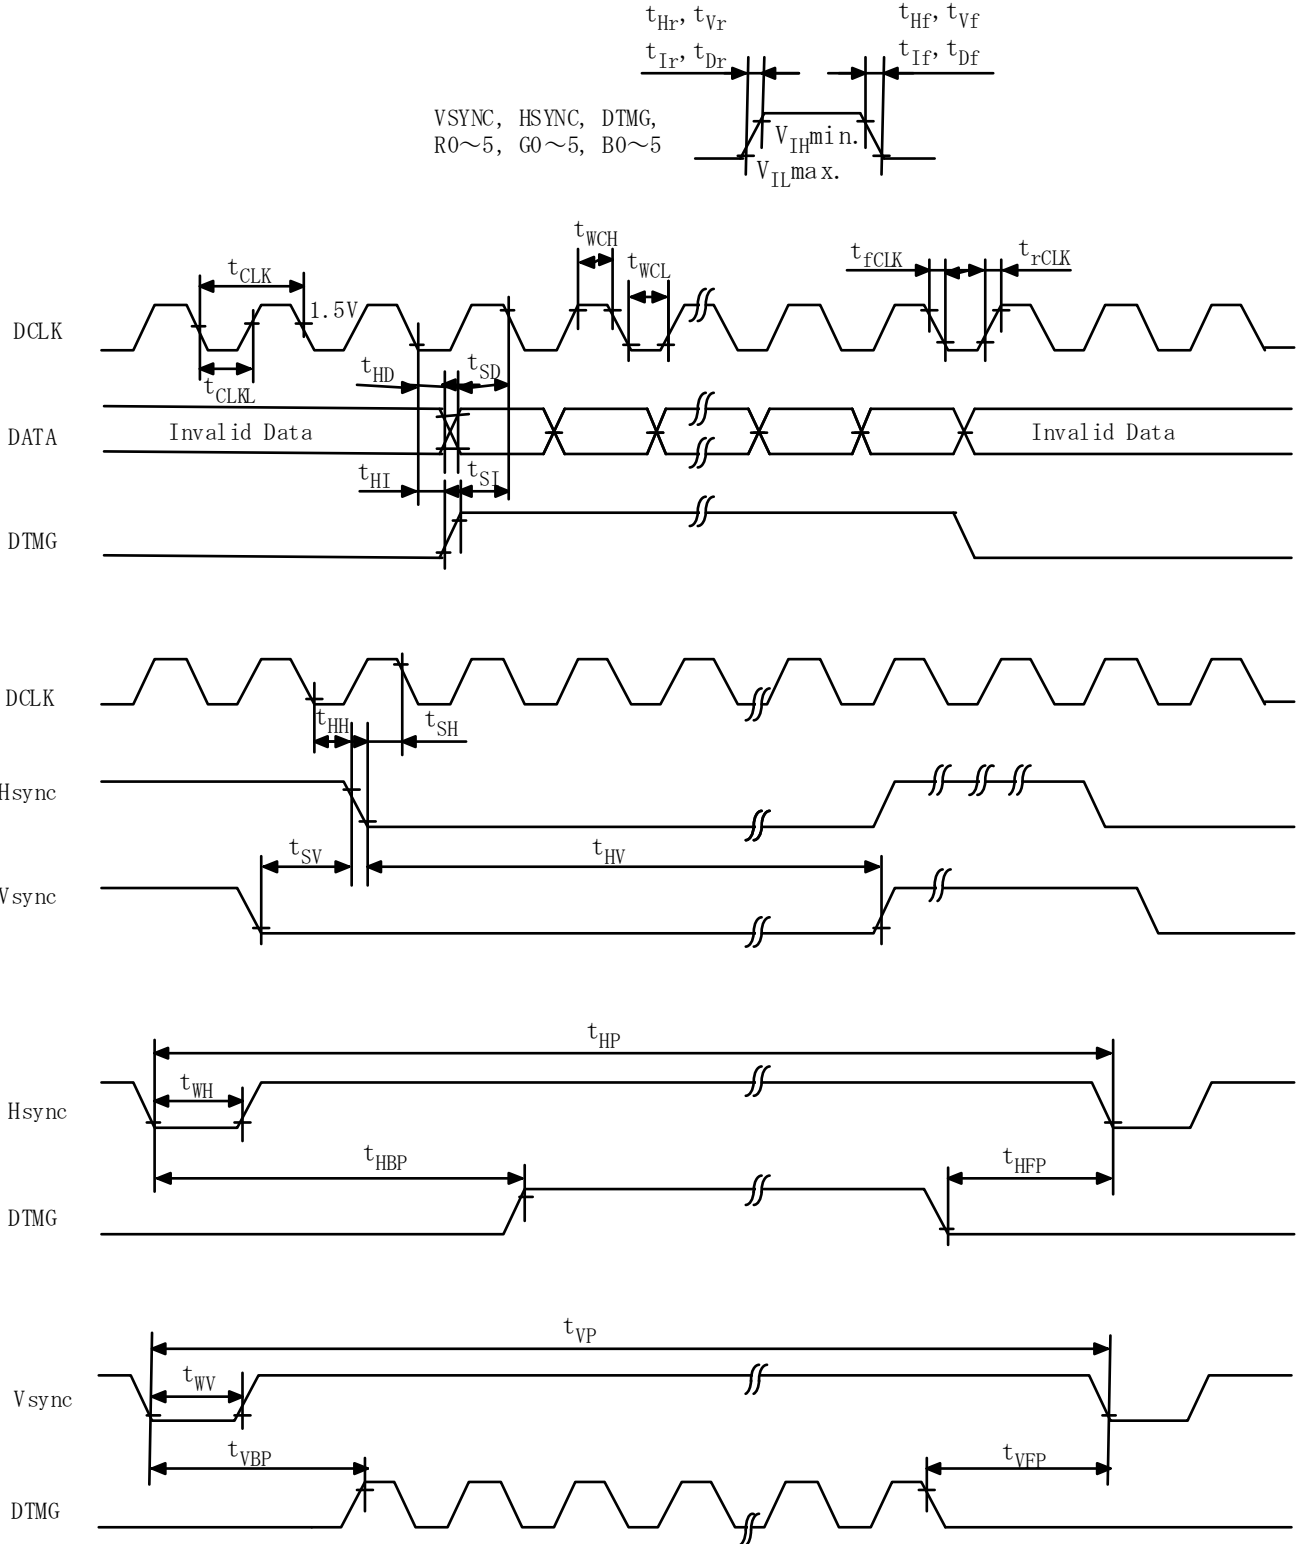 tHr, tVr
tHf, tVf
tIr, tDr
tIf, tDf
VSYNC, HSYNC, DTMG,
R0～5, G0～5, B0～5
VIHmin.
VILmax.
tWCH
tCLK
tWCL
tfCLK
trCLK
1.5V
DCLK
tHD
tSD
tCLKL
DATA
Invalid Data
Invalid Data
tHI
tSI
DTMG
DCLK
tHH
tSH
Hsync
tSV
tHV
Vsync
tHP
tWH
Hsync
tHBP
tHFP
DTMG
tVP
tWV
Vsync
tVBP
tVFP
DTMG